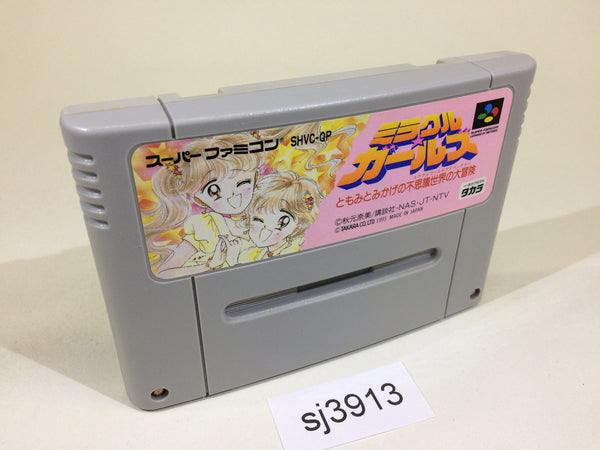 スーパーファミコン SHVC-QP
ミラクル
ガールズ
ともみとみかげの不思議世界の大冒険
タカラ
©秋元奈美/講談社・NAS・JT・NTV
©TAKARA CO.,LTD. 1993 MADE IN JAPAN
SUPER FAMICOM
sj3913